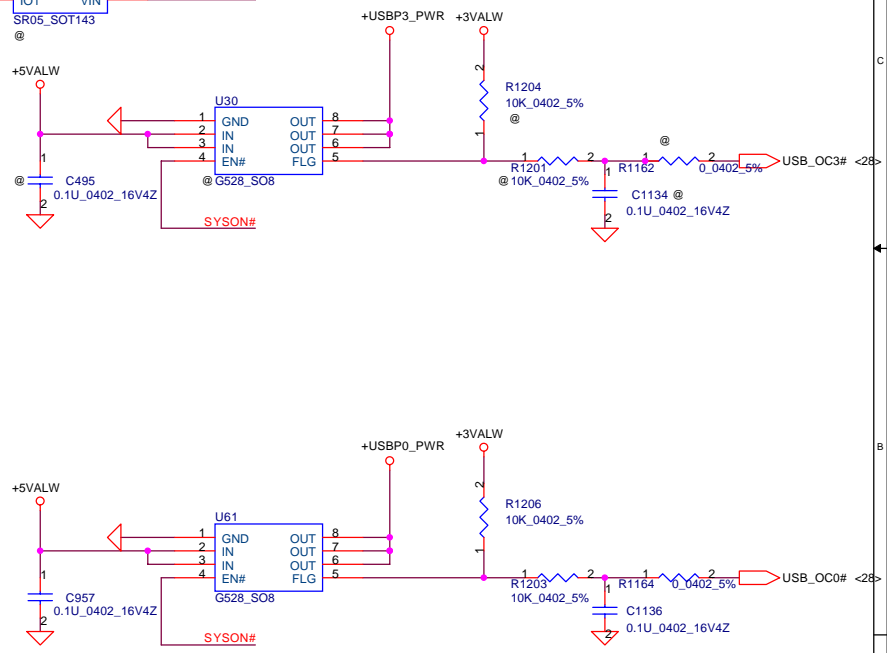 IO1 VIN
SR05_SOT143
@
+USBP3_PWR +3VALW
C
+5VALW
2
R1204
10K_0402_5%
@
1
U30
1 GND OUT 8
2 IN OUT 7
3 IN OUT 6
4 EN# FLG 5
@ G528_SO8
1
@ C495
0.1U_0402_16V4Z
2
SYSON#
@
1 2 1 2 USB_OC3# <28>
R1201 R1162 0_0402_5%
@ 10K_0402_5%
1
C1134 @
0.1U_0402_16V4Z
2
+USBP0_PWR +3VALW
B
+5VALW
2
R1206
10K_0402_5%
1
U61
1 GND OUT 8
2 IN OUT 7
3 IN OUT 6
4 EN# FLG 5
G528_SO8
1
C957
0.1U_0402_16V4Z
2
SYSON#
1 2 1 2 USB_OC0# <28>
R1203 R1164 0_0402_5%
10K_0402_5%
1
C1136
0.1U_0402_16V4Z
2